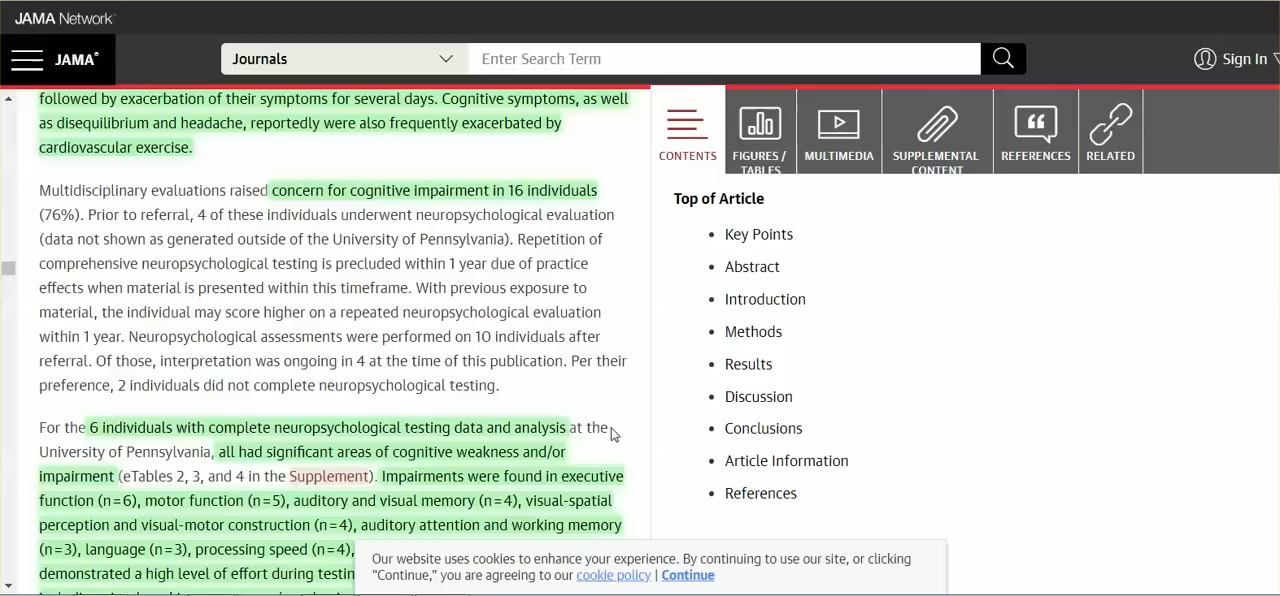 JAMA Network™
JAMA®
Journals
Enter Search Term
Sign In
followed by exacerbation of their symptoms for several days. Cognitive symptoms, as well
as disequilibrium and headache, reportedly were also frequently exacerbated by
cardiovascular exercise.
Multidisciplinary evaluations raised concern for cognitive impairment in 16 individuals
(76%). Prior to referral, 4 of these individuals underwent neuropsychological evaluation
(data not shown as generated outside of the University of Pennsylvania). Repetition of
comprehensive neuropsychological testing is precluded within 1 year due of practice
effects when material is presented within this timeframe. With previous exposure to
material, the individual may score higher on a repeated neuropsychological evaluation
within 1 year. Neuropsychological assessments were performed on 10 individuals after
referral. Of those, interpretation was ongoing in 4 at the time of this publication. Per their
preference, 2 individuals did not complete neuropsychological testing.
For the 6 individuals with complete neuropsychological testing data and analysis at the
University of Pennsylvania, all had significant areas of cognitive weakness and/or
impairment (eTables 2, 3, and 4 in the Supplement). Impairments were found in executive
function (n=6), motor function (n=5), auditory and visual memory (n=4), visual-spatial
perception and visual-motor construction (n=4), auditory attention and working memory
(n=3), language (n=3), processing speed (n=4),
demonstrated a high level of effort during testin
CONTENTS
FIGURES /
TABLES
MULTIMEDIA
SUPPLEMENTAL
CONTENT
REFERENCES
RELATED
Top of Article
• Key Points
• Abstract
• Introduction
• Methods
• Results
• Discussion
• Conclusions
• Article Information
• References
Our website uses cookies to enhance your experience. By continuing to use our site, or clicking
"Continue," you are agreeing to our cookie policy | Continue